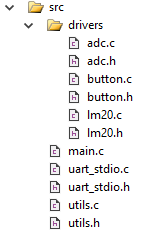 src
drivers
adc.c
adc.h
button.c
button.h
lm20.c
lm20.h
main.c
uart_stdio.c
uart_stdio.h
utils.c
utils.h